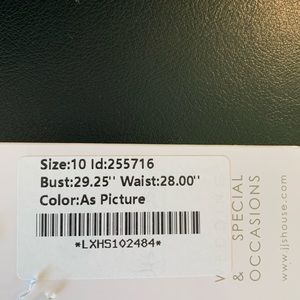 Size:10 Id:255716
Bust:29.25'' Waist:28.00''
Color:As Picture
*LXHS102484*
& SPECIAL
OCCASIONS
www.jjshouse.com